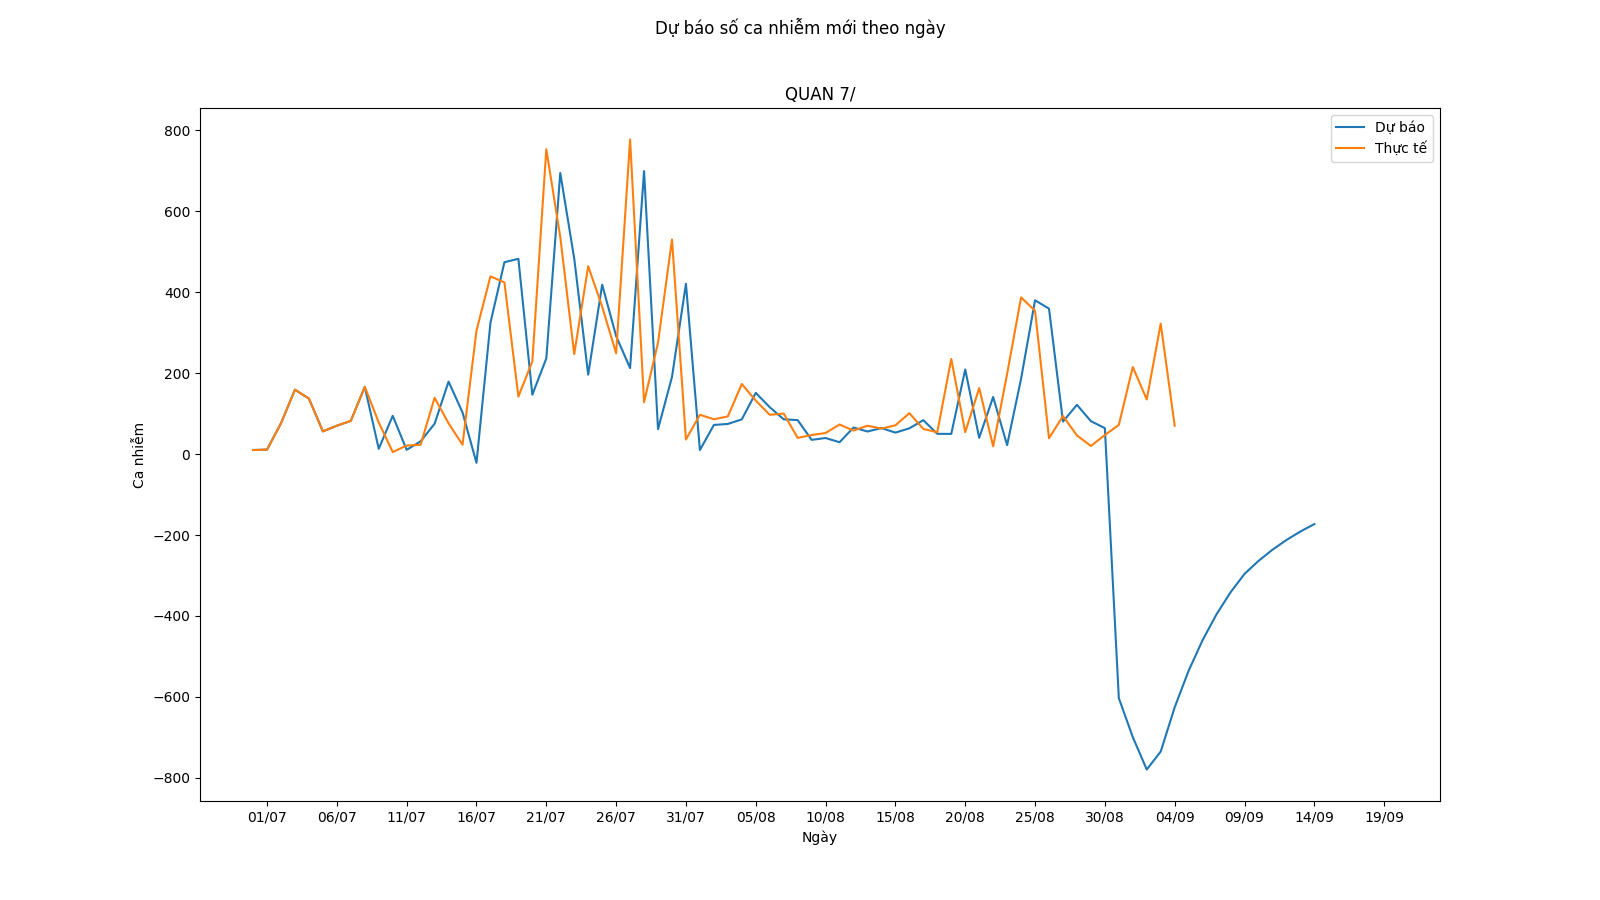 Dự báo số ca nhiễm mới theo ngày
QUAN 7/
Dự báo
Thực tế
800
600
400
200
0
−200
−400
−600
−800
Ca nhiễm
01/07 06/07 11/07 16/07 21/07 26/07 31/07 05/08 10/08 15/08 20/08 25/08 30/08 04/09 09/09 14/09 19/09
Ngày